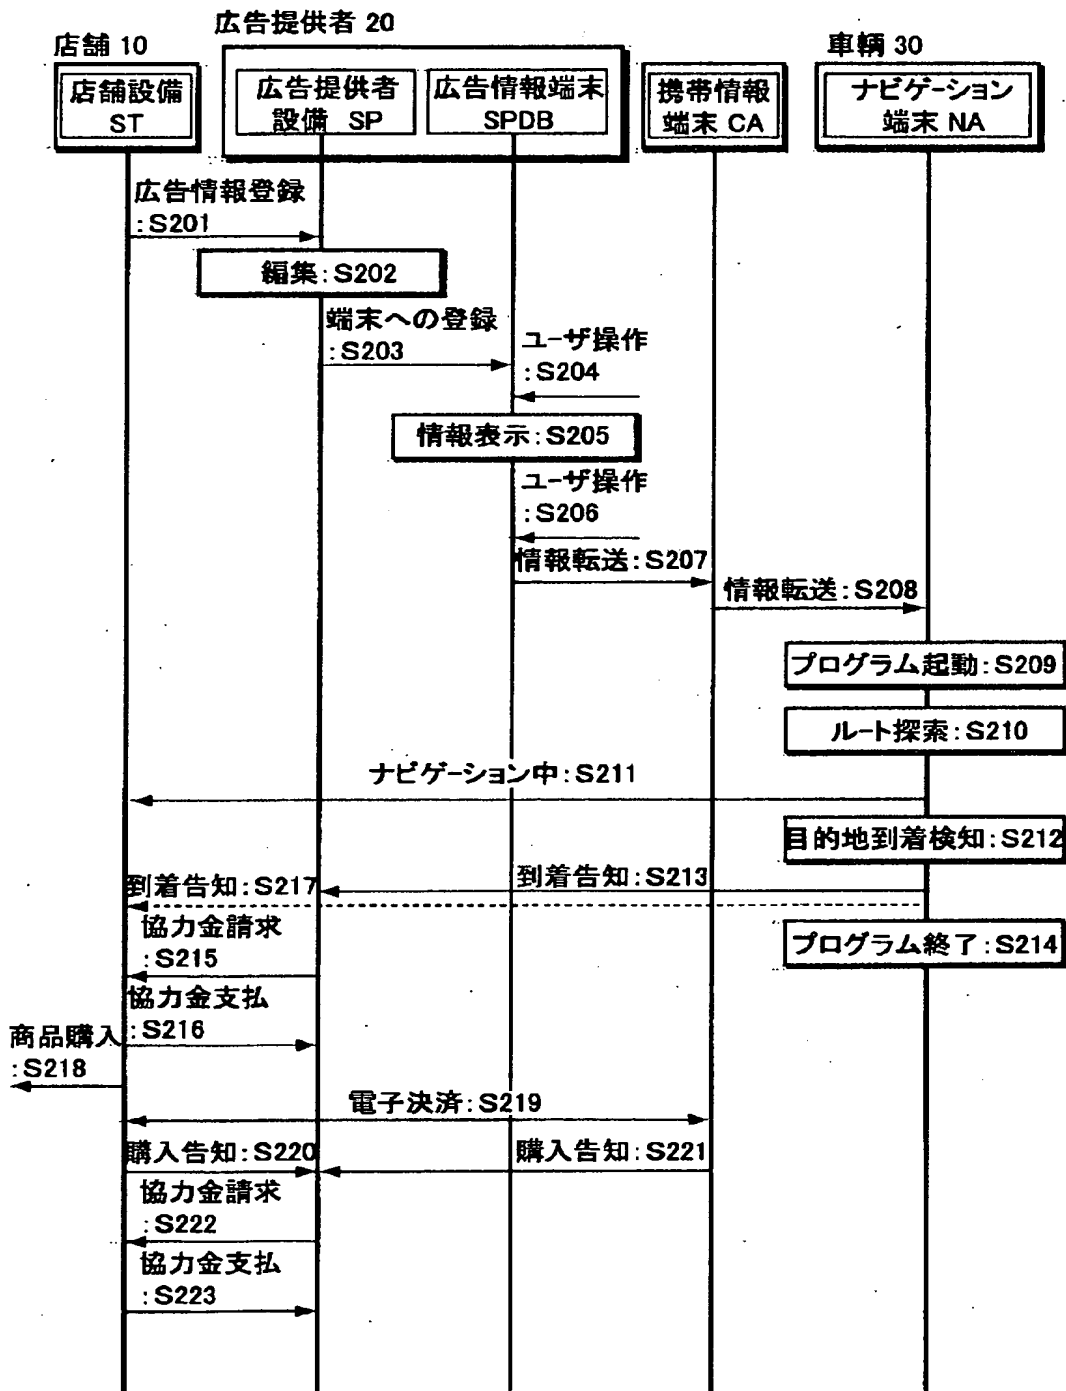 広告提供者 20
店舗 10
車輌 30
店舗設備
ST
広告提供者
設備 SP
広告情報端末
SPDB
携帯情報
端末 CA
ナビゲーション
端末 NA
広告情報登録
:S201
編集:S202
端末への登録
:S203
ユーザ操作
:S204
情報表示:S205
ユーザ操作
:S206
情報転送:S207
情報転送:S208
プログラム起動:S209
ルート探索:S210
ナビゲーション中:S211
目的地到着検知:S212
到着告知:S217
到着告知:S213
協力金請求
:S215
プログラム終了:S214
協力金支払
:S216
商品購入
:S218
電子決済:S219
購入告知:S220
購入告知:S221
協力金請求
:S222
協力金支払
:S223